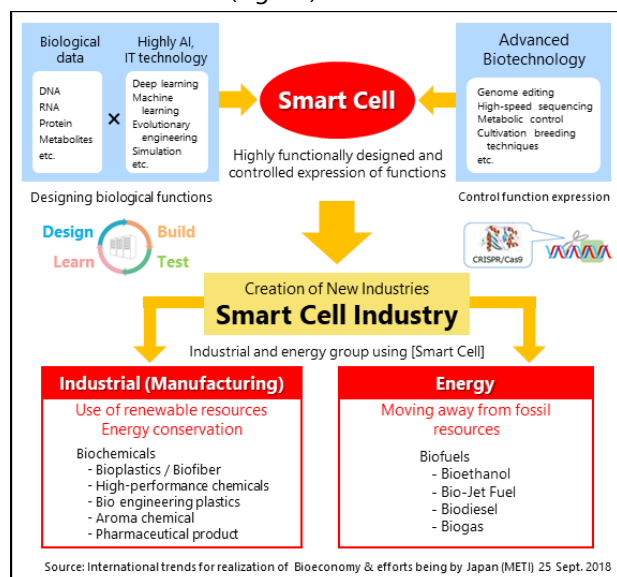 Biological
data
Highly AI,
IT technology
DNA
RNA
Protein
Metabolites
etc.
×
Deep learning
Machine
learning
Evolutionary
engineering
Simulation
etc.
Smart Cell
Advanced
Biotechnology
Genome editing
High-speed sequencing
Metabolic control
Cultivation breeding
techniques
etc.
Highly functionally designed and
controlled expression of functions
Designing biological functions
Control function expression
Design
Build
Learn
Test
CRISPR/Cas9
Creation of New Industries
Smart Cell Industry
Industrial and energy group using [Smart Cell]
Industrial (Manufacturing)
Use of renewable resources
Energy conservation
Biochemicals
- Bioplastics / Biofiber
- High-performance chemicals
- Bio engineering plastics
- Aroma chemical
- Pharmaceutical product
Energy
Moving away from fossil
resources
Biofuels
- Bioethanol
- Bio-Jet Fuel
- Biodiesel
- Biogas
Source: International trends for realization of Bioeconomy & efforts being by Japan (METI) 25 Sept. 2018